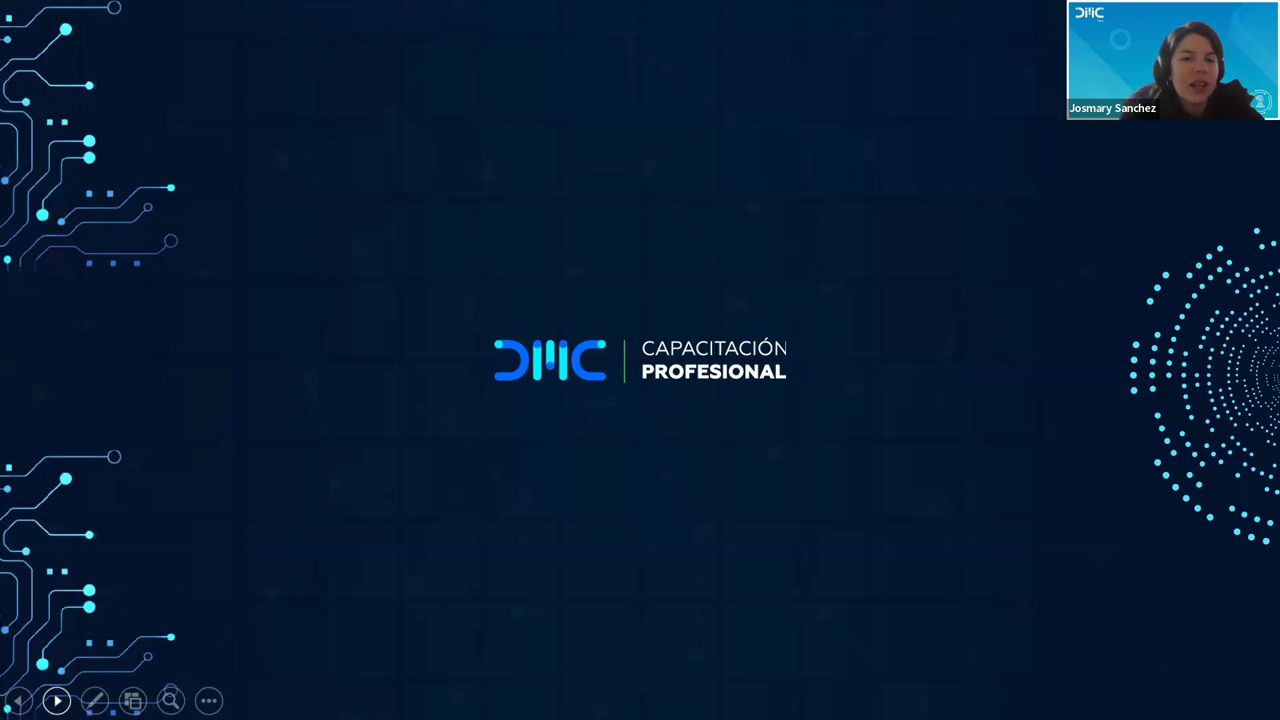 DMC
Josmary Sanchez
DMC
CAPACITACIÓN
PROFESIONAL